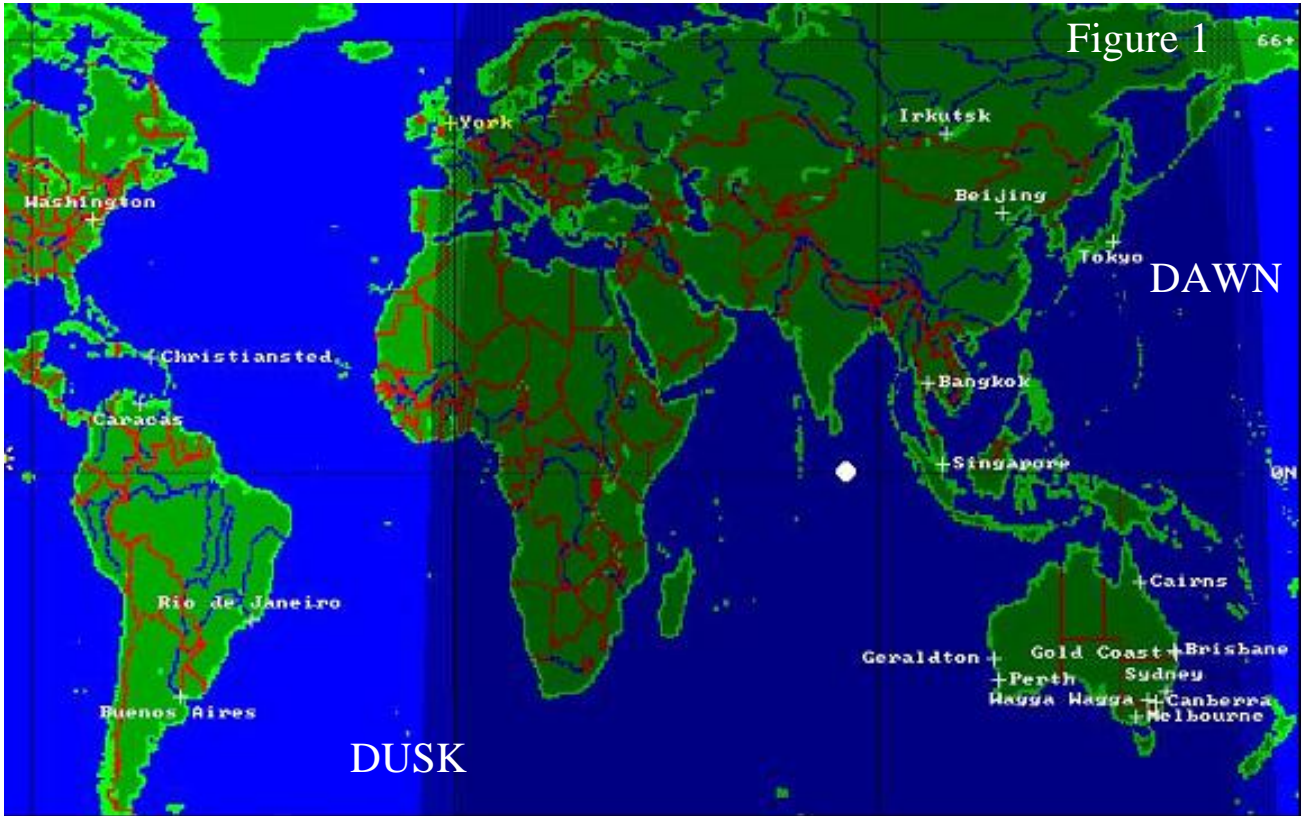 Figure 1
66+
York
Irkutsk
Washington
Beijing
Tokyo
DAWN
Christiansted
Bangkok
Caracas
Singapore
0N
Cairns
Rio de Janeiro
Geraldton
Gold Coast
Brisbane
Perth
Sydney
Wagga Wagga
Canberra
Buenos Aires
Melbourne
DUSK